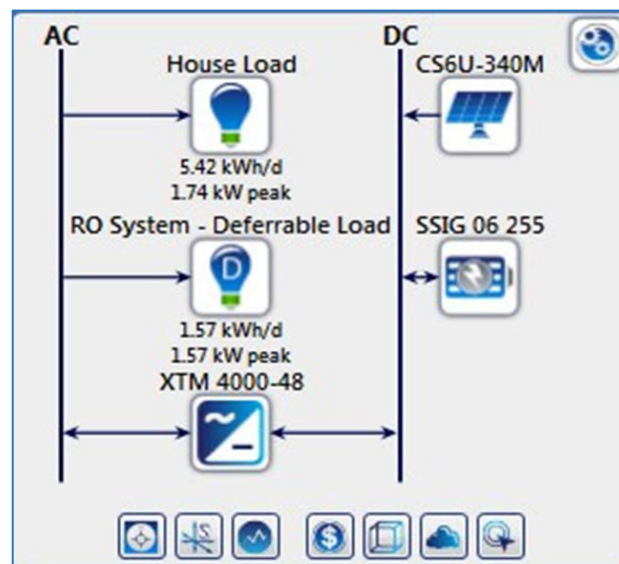 AC
DC
House Load
CS6U-340M
5.42 kWh/d
1.74 kW peak
RO System - Deferrable Load
SSIG 06 255
D
1.57 kWh/d
1.57 kW peak
XTM 4000-48
S
$